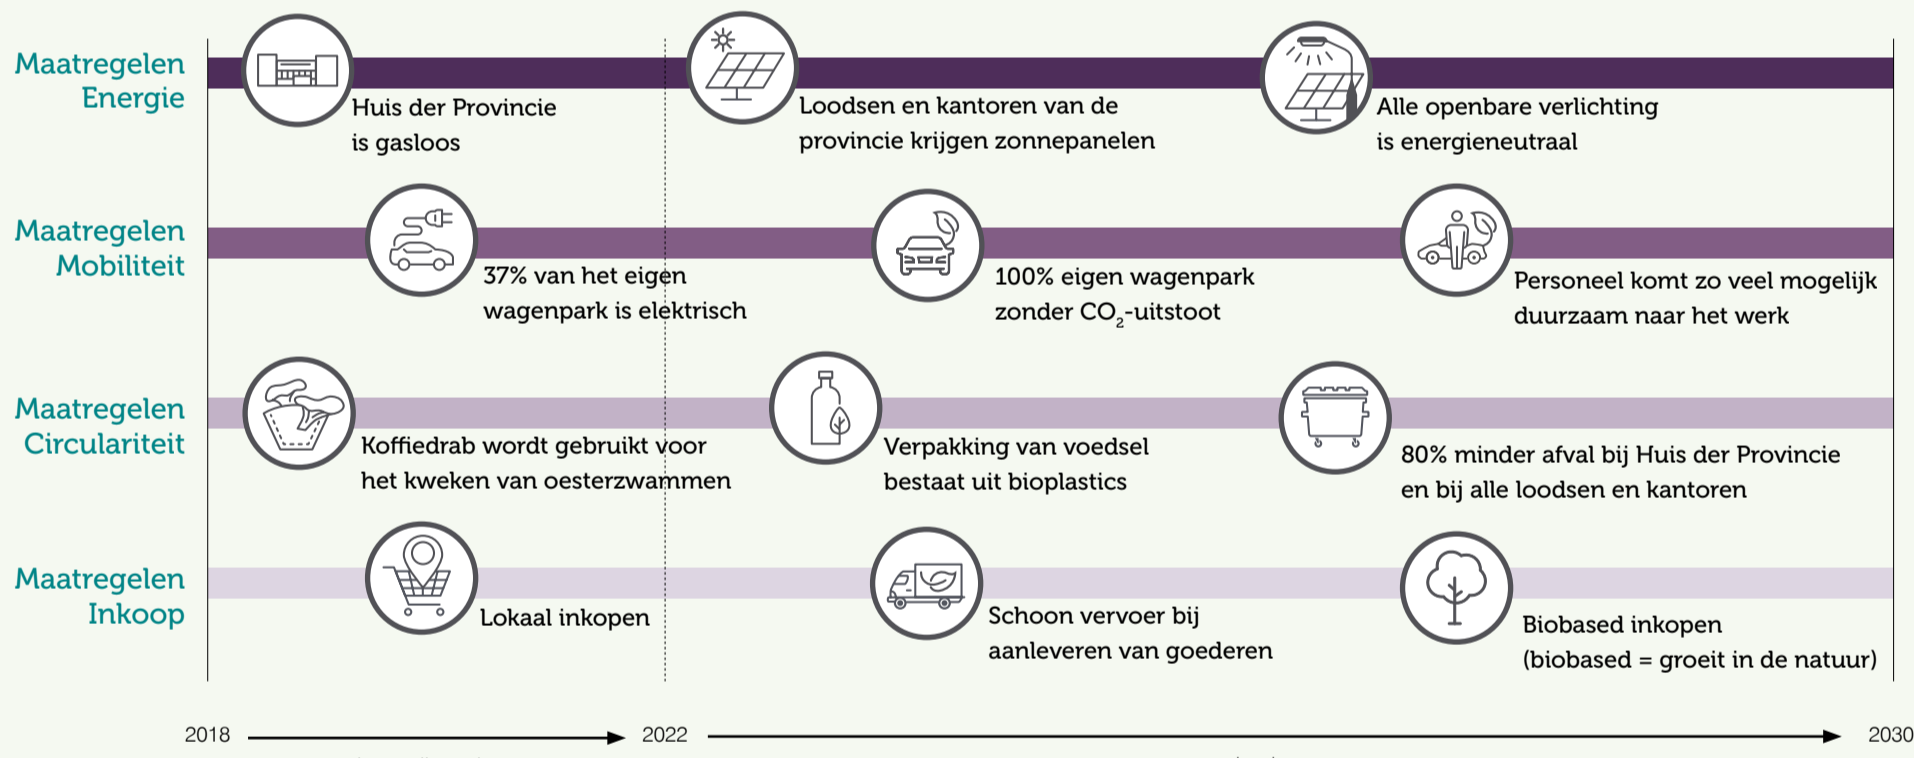 Maatregelen
Energie
Huis der Provincie
is gasloos
Loodsen en kantoren van de
provincie krijgen zonnepanelen
Alle openbare verlichting
is energieneutraal
Maatregelen
Mobiliteit
37% van het eigen
wagenpark is elektrisch
100% eigen wagenpark
zonder CO₂-uitstoot
Personeel komt zo veel mogelijk
duurzaam naar het werk
Maatregelen
Circulariteit
Koffiedrab wordt gebruikt voor
het kweken van oesterzwammen
Verpakking van voedsel
bestaat uit bioplastics
80% minder afval bij Huis der Provincie
en bij alle loodsen en kantoren
Maatregelen
Inkoop
Lokaal inkopen
Schoon vervoer bij
aanleveren van goederen
Biobased inkopen
(biobased = groeit in de natuur)
2018
2022
2030